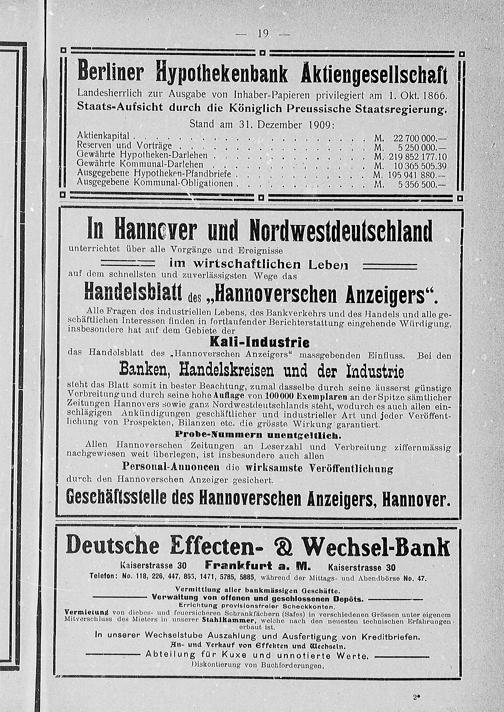 — 19 —
Berliner Hypothekenbank Aktiengesellschaft
Landesherrlich zur Ausgabe von Inhaber-Papieren privilegiert am 1. Okt. 1866.
Staats-Aufsicht durch die Königlich Preussische Staatsregierung.
Stand am 31. Dezember 1909:
Aktienkapital . . . . . . . . . . . . . . . M. 22 700 000.—
Reserven und Vorträge . . . . . . . . . . . . M. 5 250 000.—
Gewährte Hypotheken-Darlehen . . . . . . . . . M. 219 852 177.10
Gewährte Kommunal-Darlehen . . . . . . . . . . M. 10 365 505.39
Ausgegebene Hypotheken-Pfandbriefe . . . . . . . M. 195 941 880.—
Ausgegebene Kommunal-Obligationen . . . . . . . M. 5 356 500.—
In Hannover und Nordwestdeutschland
unterrichtet über alle Vorgänge und Ereignisse
im wirtschaftlichen Leben
auf dem schnellsten und zuverlässigsten Wege das
Handelsblatt des „Hannoverschen Anzeigers“.
Alle Fragen des industriellen Lebens, des Bankverkehrs und des Handels und alle ge-
schäftlichen Interessen finden in fortlaufender Berichterstattung eingehende Würdigung,
insbesondere hat auf dem Gebiete der
Kali-Industrie
das Handelsblatt des „Hannoverschen Anzeigers“ massgebenden Einfluss. Bei den
Banken, Handelskreisen und der Industrie
steht das Blatt somit in bester Beachtung, zumal dasselbe durch seine äusserst günstige
Verbreitung und durch seine hohe Auflage von 100000 Exemplaren an der Spitze sämtlicher
Zeitungen Hannovers sowie ganz Nordwestdeutschlands steht, wodurch es auch allen ein-
schlägigen Ankündigungen geschäftlicher und industrieller Art und jeder Veröffent-
lichung von Prospekten, Bilanzen etc. die grösste Wirkung garantiert.
Probe-Nummern unentgeltlich.
Allen Hannoverschen Zeitungen an Leserzahl und Verbreitung ziffernmässig
nachgewiesen weit überlegen, ist insbesondere auch allen
Personal-Annoncen die wirksamste Veröffentlichung
durch den Hannoverschen Anzeiger gesichert.
Geschäftsstelle des Hannoverschen Anzeigers, Hannover.
Deutsche Effecten- & Wechsel-Bank
Kaiserstrasse 30 Frankfurt a. M. Kaiserstrasse 30
Telefon: No. 118, 226, 447, 855, 1471, 5785, 5885, während der Mittags- und Abendbörse No. 47.
Vermittlung aller bankmässigen Geschäfte.
Verwaltung von offenen und geschlossenen Depôts.
Errichtung provisionsfreier Scheckkonten.
Vermietung von diebes- und feuersicheren Schrankfächern (Safes) in verschiedenen Grössen unter eigenem
Mitverschluss des Mieters in unserer Stahlkammer, welche nach den neuesten technischen Erfahrungen
erbaut ist.
In unserer Wechselstube Auszahlung und Ausfertigung von Kreditbriefen.
An- und Verkauf von Effekten und Wechseln.
Abteilung für Kuxe und unnotierte Werte.
Diskontierung von Buchforderungen.
2*